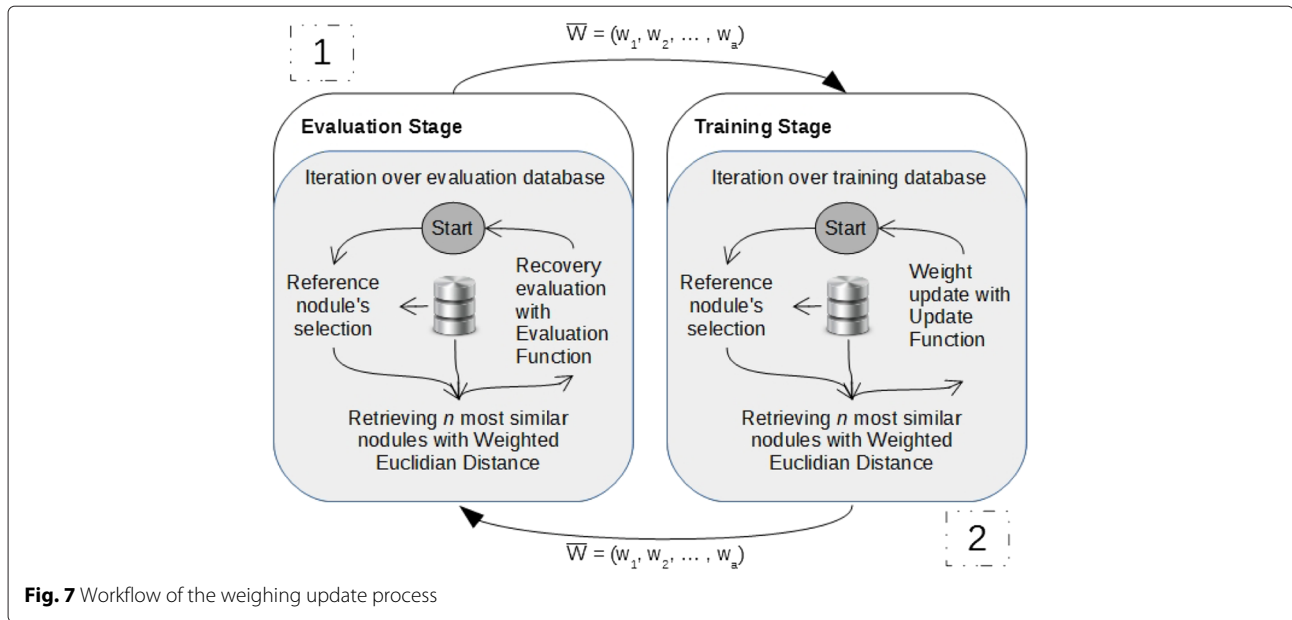 1
W̅ = (w₁, w₂, … , wₐ)
Evaluation Stage
Iteration over evaluation database
Start
Reference
nodule's
selection
Recovery
evaluation
with
Evaluation
Function
Retrieving n most similar
nodules with Weighted
Euclidian Distance
Training Stage
Iteration over training database
Start
Reference
nodule's
selection
Weight
update with
Update
Function
Retrieving n most similar
nodules with Weighted
Euclidian Distance
2
W̅ = (w₁, w₂, … , wₐ)
Fig. 7 Workflow of the weighing update process